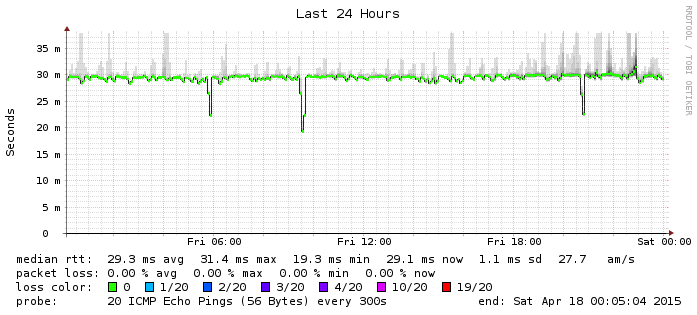 Last 24 Hours
RRDTOOL / TOBI OETIKER
Seconds
35 m
30 m
25 m
20 m
15 m
10 m
5 m
0
Fri 06:00 Fri 12:00 Fri 18:00 Sat 00:00
median rtt: 29.3 ms avg 31.4 ms max 19.3 ms min 29.1 ms now 1.1 ms sd 27.7 am/s
packet loss: 0.00 % avg 0.00 % max 0.00 % min 0.00 % now
loss color: 0 1/20 2/20 3/20 4/20 10/20 19/20
probe: 20 ICMP Echo Pings (56 Bytes) every 300s end: Sat Apr 18 00:05:04 2015